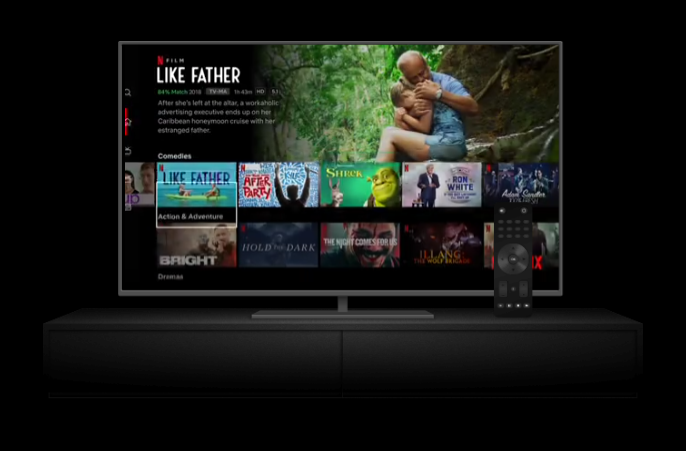 N FILM
LIKE FATHER
84% Match 2018 TV-MA 1h 43m HD 5.1
After she's left at the altar, a workaholic
advertising executive ends up on her
Caribbean honeymoon cruise with her
estranged father.
Comedies
LIKE FATHER
AFTER PARTY
SHREK
RON WHITE
Adam Sandler
Action & Adventure
BRIGHT
HOLD THE DARK
THE NIGHT COMES FOR US
ILLANG:
THE WOLF BRIGADE
Dramas